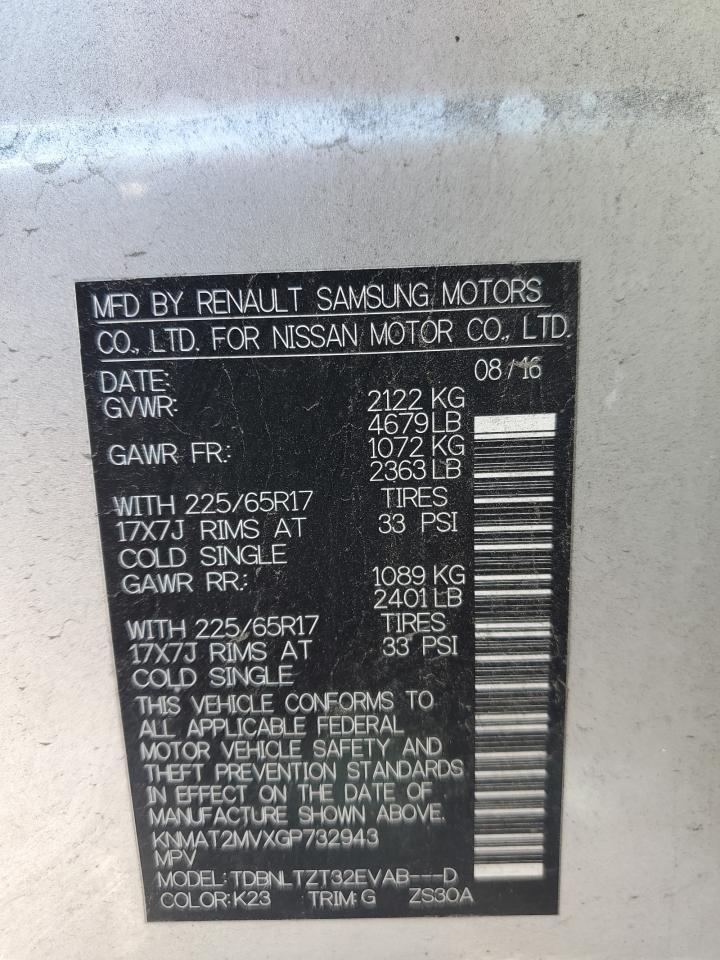 MFD BY RENAULT SAMSUNG MOTORS
CO., LTD. FOR NISSAN MOTOR CO., LTD.
DATE: 08/16
GVWR: 2122 KG
4679 LB
GAWR FR.: 1072 KG
2363 LB
WITH 225/65R17 TIRES
17X7J RIMS AT 33 PSI
COLD SINGLE
GAWR RR.: 1089 KG
2401 LB
WITH 225/65R17 TIRES
17X7J RIMS AT 33 PSI
COLD SINGLE
THIS VEHICLE CONFORMS TO
ALL APPLICABLE FEDERAL
MOTOR VEHICLE SAFETY AND
THEFT PREVENTION STANDARDS
IN EFFECT ON THE DATE OF
MANUFACTURE SHOWN ABOVE.
KNMAT2MVXGP732943
MPV
MODEL: TDBNLTZT32EVAB---D
COLOR: K23 TRIM: G ZS30A